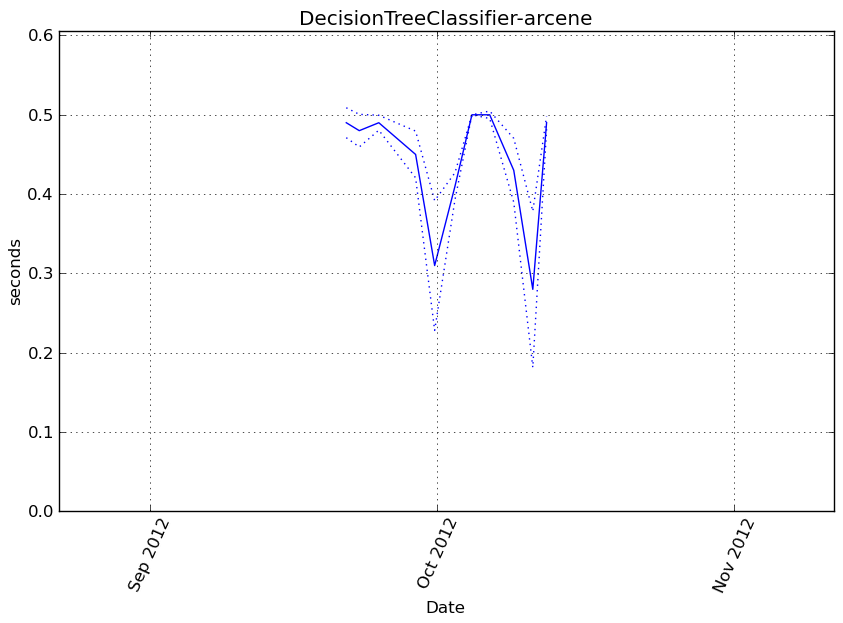 DecisionTreeClassifier-arcene
0.6
0.5
0.4
0.3
0.2
0.1
0.0
seconds
Sep 2012
Oct 2012
Nov 2012
Date